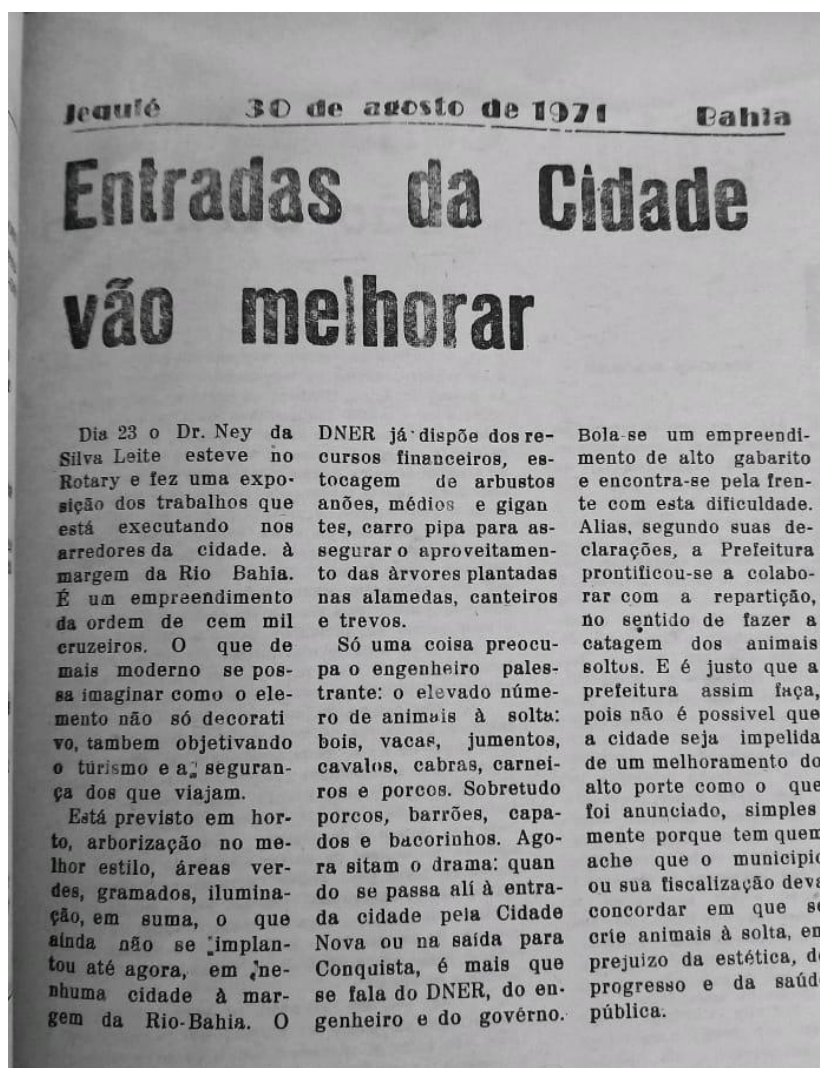 Jequié 30 de agosto de 1971 Bahia
Entradas da Cidade
vão melhorar
Dia 23 o Dr. Ney da
Silva Leite esteve no
Rotary e fez uma expo-
sição dos trabalhos que
está executando nos
arredores da cidade. à
margem da Rio Bahia.
É um empreendimento
da ordem de cem mil
cruzeiros. O que de
mais moderno se pos-
sa imaginar como o ele-
mento não só decorati
vo, tambem objetivando
o turismo e a seguran-
ça dos que viajam.
Está previsto em hor-
to, arborização no me-
lhor estilo, áreas ver-
des, gramados, ilumina-
ção, em suma, o que
ainda não se implan-
tou até agora, em ne-
nhuma cidade à mar-
gem da Rio-Bahia. O
DNER já dispõe dos re-
cursos financeiros, es-
tocagem de arbustos
anões, médios e gigan
tes, carro pipa para as-
segurar o aproveitamen-
to das àrvores plantadas
nas alamedas, canteiros
e trevos.
Só uma coisa preocu-
pa o engenheiro pales-
trante: o elevado núme-
ro de animais à solta:
bois, vacas, jumentos,
cavalos, cabras, carnei-
ros e porcos. Sobretudo
porcos, barrões, capa-
dos e bacorinhos. Ago-
ra sitam o drama: quan
do se passa alí à entra-
da cidade pela Cidade
Nova ou na saída para
Conquista, é mais que
se fala do DNER, do en-
genheiro e do govérno.
Bola-se um empreendi-
mento de alto gabarito
e encontra-se pela fren-
te com esta dificuldade.
Alias, segundo suas de-
clarações, a Prefeitura
prontificou-se a colabo-
rar com a repartição,
no sentido de fazer a
catagem dos animais
soltos. E é justo que a
prefeitura assim faça,
pois não é possivel que
a cidade seja impelida
de um melhoramento do
alto porte como o que
foi anunciado, simples
mente porque tem quem
ache que o municipio
ou sua fiscalização deva
concordar em que se
crie animais à solta, em
prejuizo da estética, do
progresso e da saúde
pública.